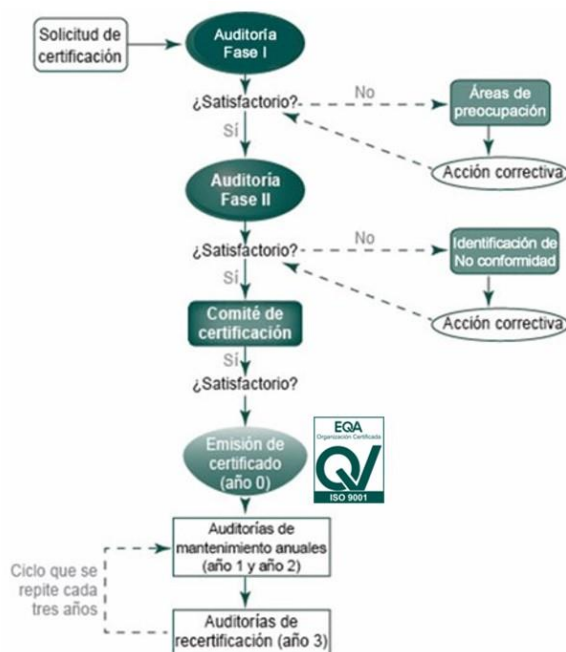 Solicitud de
certificación
Auditoría
Fase I
¿Satisfactorio?
No
Áreas de
preocupación
Sí
Acción correctiva
Auditoría
Fase II
¿Satisfactorio?
No
Identificación de
No conformidad
Sí
Acción correctiva
Comité de
certificación
Sí
¿Satisfactorio?
Emisión de
certificado
(año 0)
EQA
Organización Certificada
QV
ISO 9001
Auditorías de
mantenimiento anuales
(año 1 y año 2)
Ciclo que se
repite cada
tres años
Auditorías de
recertificación (año 3)